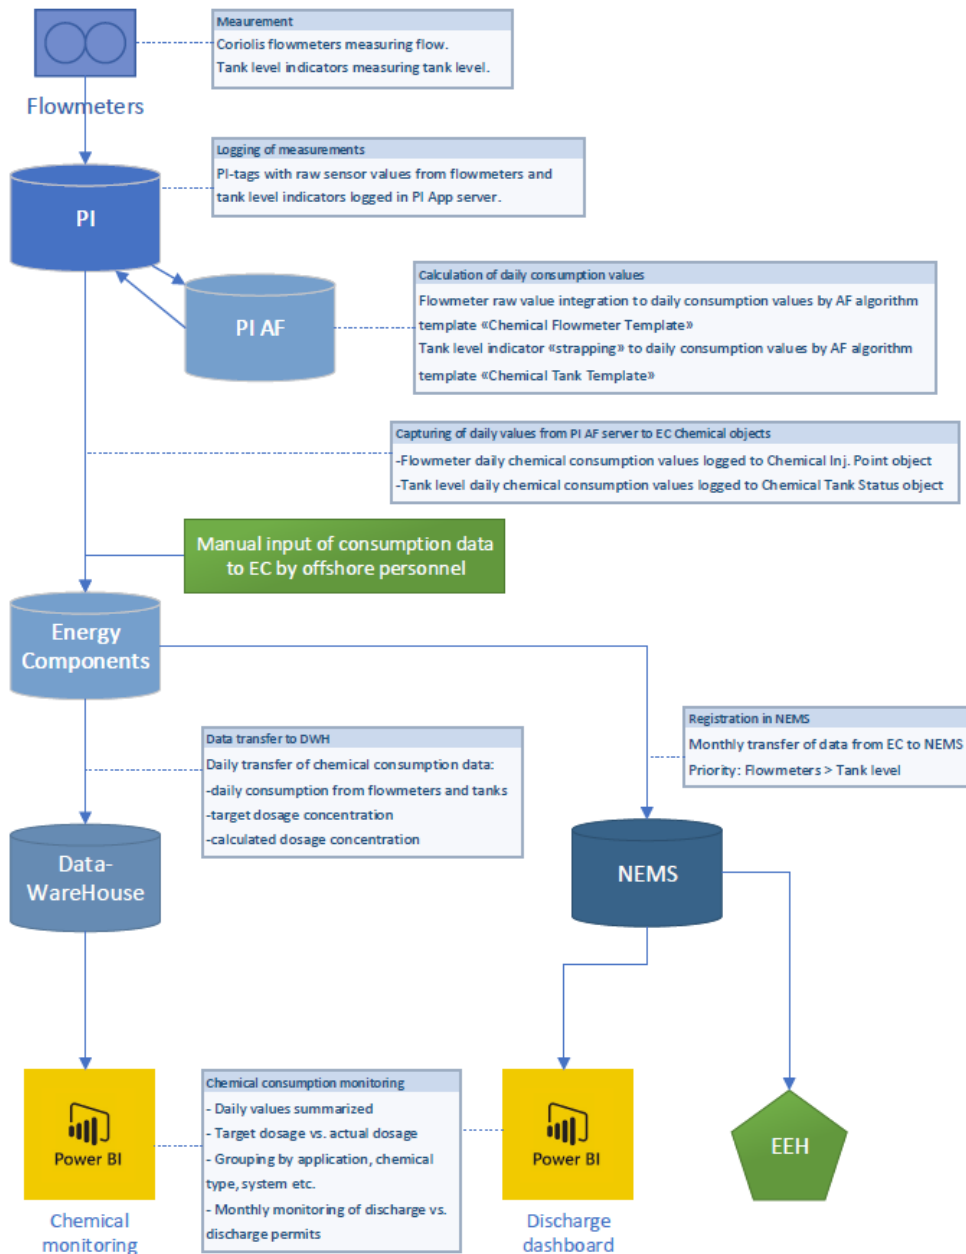 Meaurement
Coriolis flowmeters measuring flow.
Tank level indicators measuring tank level.
Flowmeters
Logging of measurements
PI-tags with raw sensor values from flowmeters and
tank level indicators logged in PI App server.
PI
Calculation of daily consumption values
Flowmeter raw value integration to daily consumption values by AF algorithm
template «Chemical Flowmeter Template»
Tank level indicator «strapping» to daily consumption values by AF algorithm
template «Chemical Tank Template»
PI AF
Capturing of daily values from PI AF server to EC Chemical objects
-Flowmeter daily chemical consumption values logged to Chemical Inj. Point object
-Tank level daily chemical consumption values logged to Chemical Tank Status object
Manual input of consumption data
to EC by offshore personnel
Energy
Components
Registration in NEMS
Monthly transfer of data from EC to NEMS
Priority: Flowmeters > Tank level
Data transfer to DWH
Daily transfer of chemical consumption data:
-daily consumption from flowmeters and tanks
-target dosage concentration
-calculated dosage concentration
Data-
WareHouse
NEMS
Chemical consumption monitoring
- Daily values summarized
- Target dosage vs. actual dosage
- Grouping by application, chemical
type, system etc.
- Monthly monitoring of discharge vs.
discharge permits
Power BI
Chemical
monitoring
Power BI
Discharge
dashboard
EEH